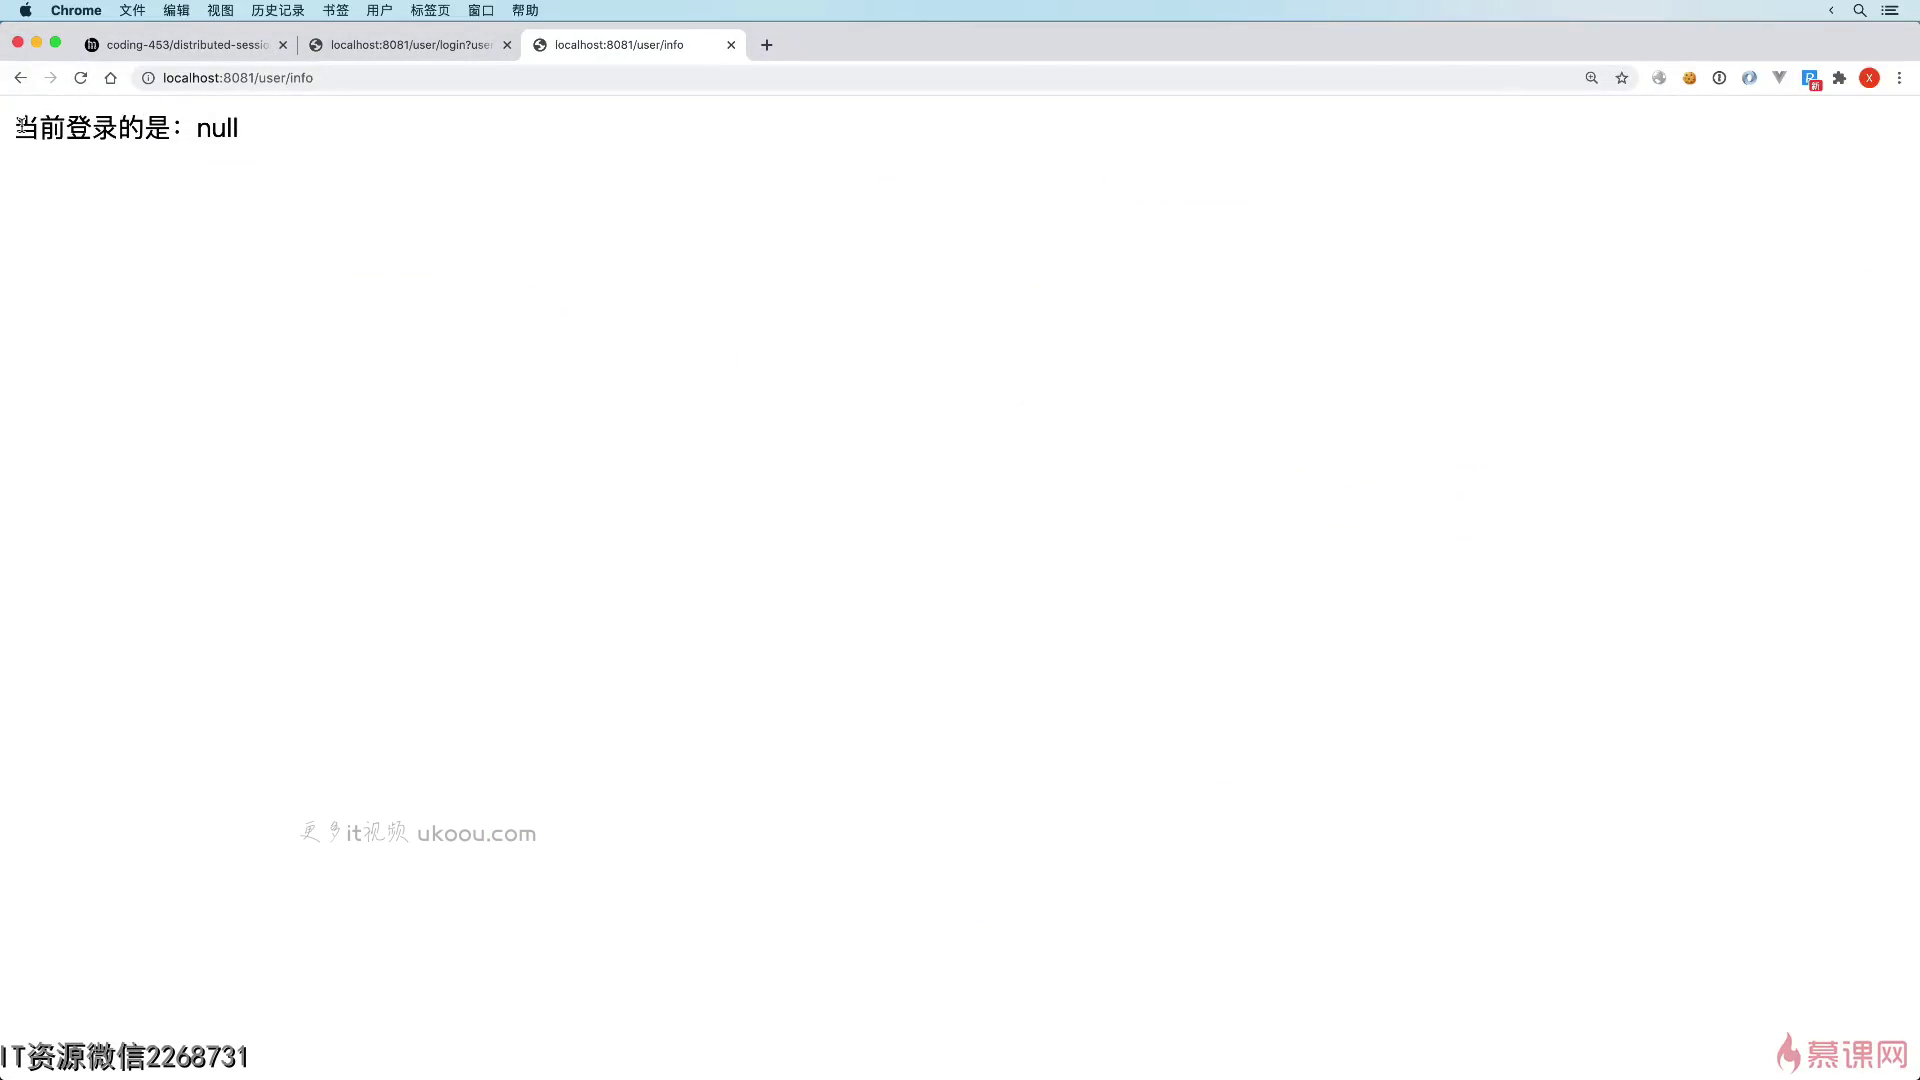 Chrome 文件 编辑 视图 历史记录 书签 用户 标签页 窗口 帮助
coding-453/distributed-sessio
localhost:8081/user/login?user
localhost:8081/user/info
localhost:8081/user/info
新
X
当前登录的是：null
更多it视频 ukoou.com
IT资源微信2268731
慕课网